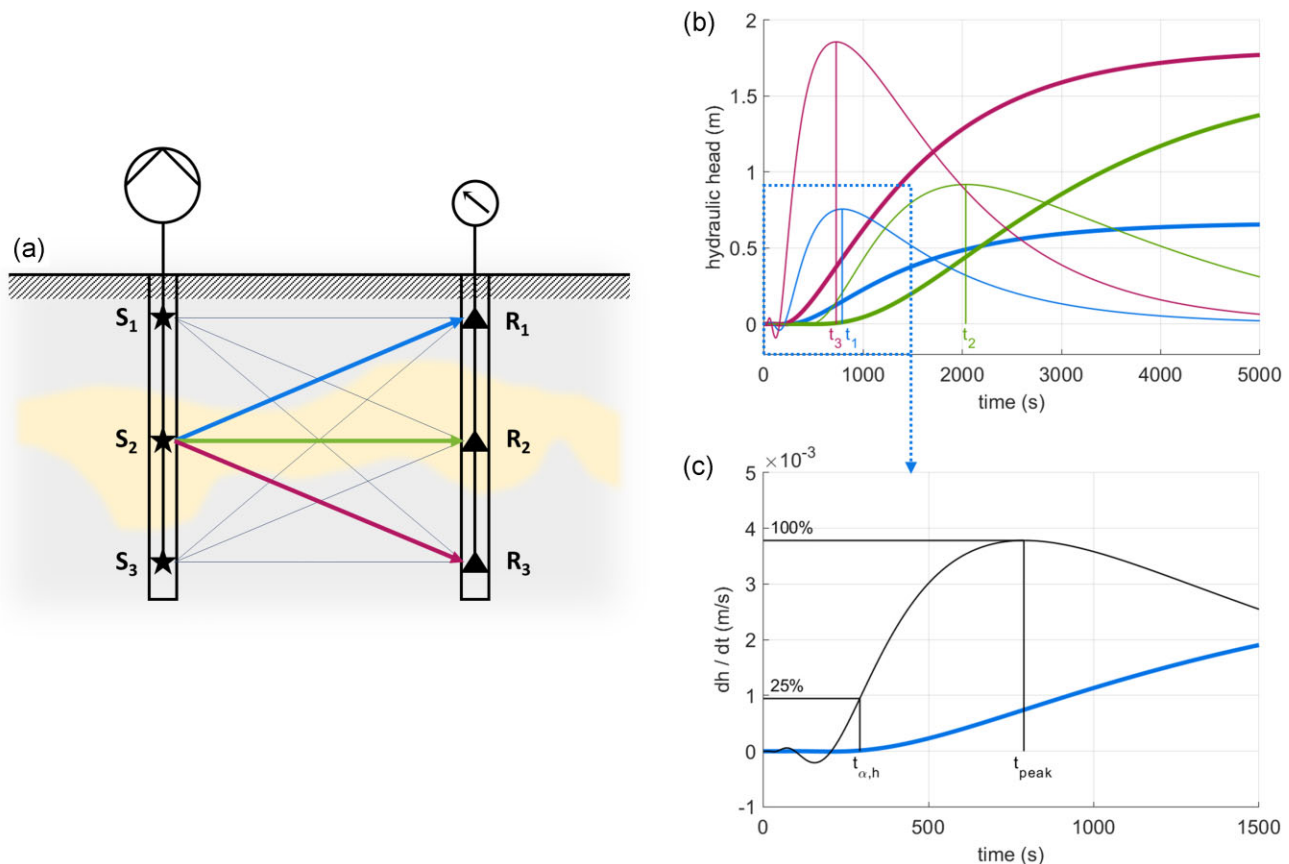 (a)
S1
S2
S3
R1
R2
R3
(b)
hydraulic head (m)
2
1.5
1
0.5
0
t3
t1
t2
0
1000
2000
3000
4000
5000
time (s)
(c)
×10-3
dh / dt (m/s)
5
4
3
2
1
0
-1
100%
25%
tα,h
tpeak
0
500
1000
1500
time (s)